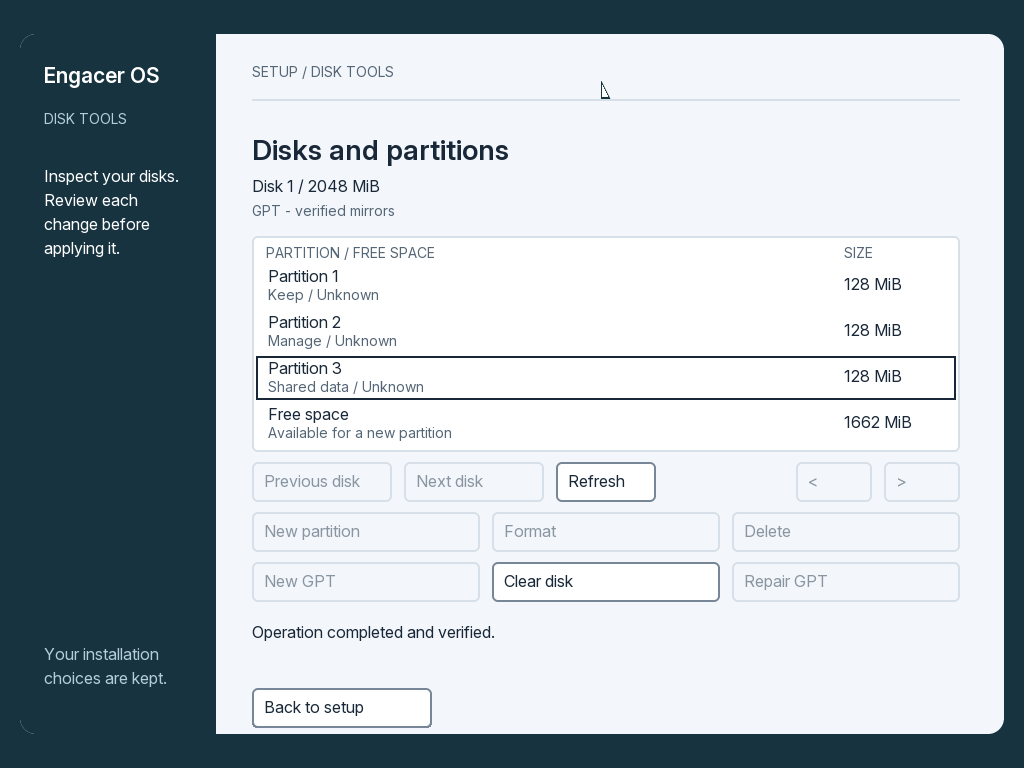 Engacer OS
DISK TOOLS
Inspect your disks.
Review each
change before
applying it.
Your installation
choices are kept.
SETUP / DISK TOOLS
Disks and partitions
Disk 1 / 2048 MiB
GPT - verified mirrors
PARTITION / FREE SPACE SIZE
Partition 1 128 MiB
Keep / Unknown
Partition 2 128 MiB
Manage / Unknown
Partition 3 128 MiB
Shared data / Unknown
Free space 1662 MiB
Available for a new partition
Previous disk Next disk Refresh < >
New partition Format Delete
New GPT Clear disk Repair GPT
Operation completed and verified.
Back to setup